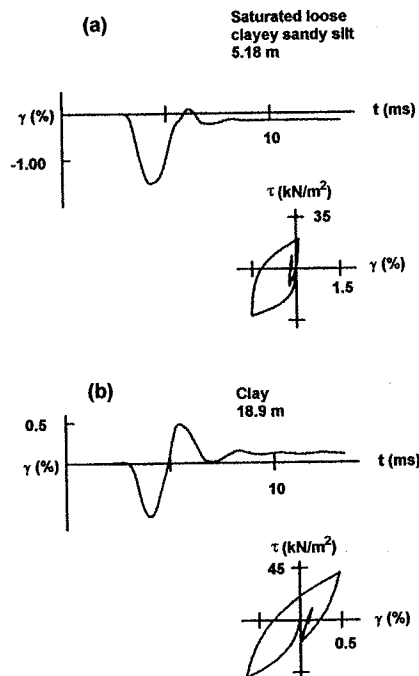 (a)
Saturated loose
clayey sandy silt
5.18 m
γ (%)
t (ms)
10
-1.00
τ (kN/m²)
35
γ (%)
1.5
(b)
Clay
18.9 m
0.5
γ (%)
t (ms)
10
τ (kN/m²)
45
γ (%)
0.5